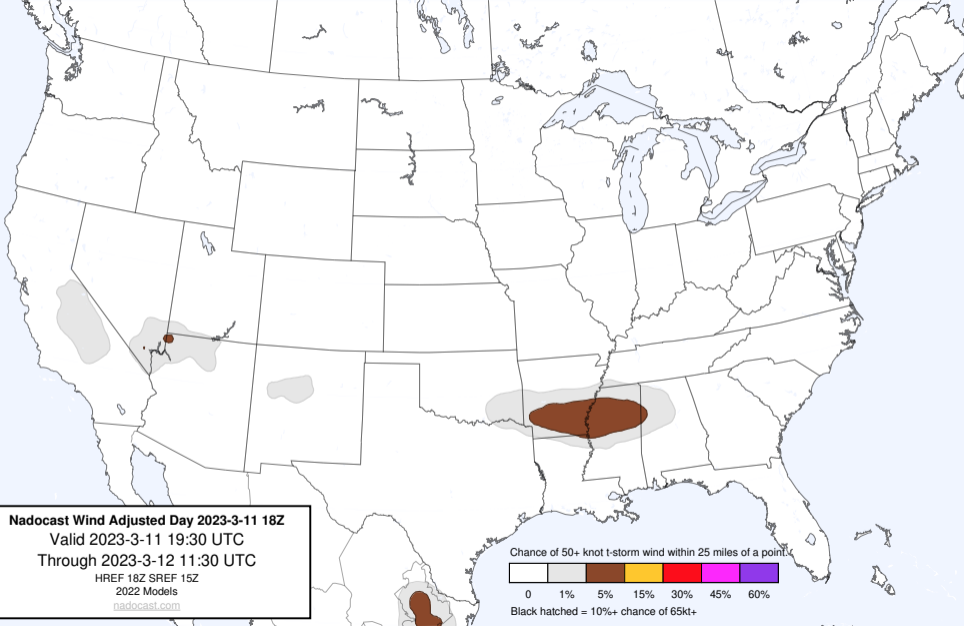 Nadocast Wind Adjusted Day 2023-3-11 18Z
Valid 2023-3-11 19:30 UTC
Through 2023-3-12 11:30 UTC
HREF 18Z SREF 15Z
2022 Models
nadocast.com
Chance of 50+ knot t-storm wind within 25 miles of a point.
0 1% 5% 15% 30% 45% 60%
Black hatched = 10%+ chance of 65kt+